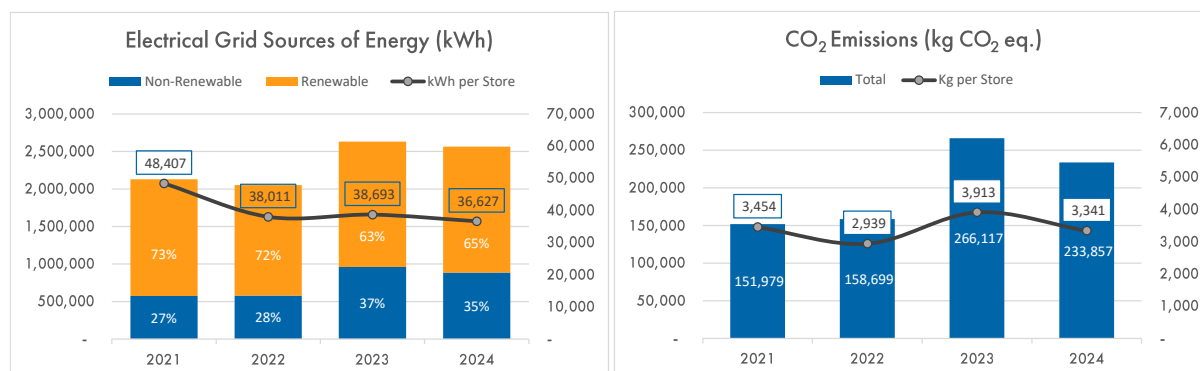 Electrical Grid Sources of Energy (kWh)
Non-Renewable Renewable kWh per Store
3,000,000 70,000
2,500,000 60,000
2,000,000 50,000
1,500,000 40,000
1,000,000 30,000
500,000 20,000
- 10,000
-
48,407 38,011 38,693 36,627
73% 72% 63% 65%
27% 28% 37% 35%
2021 2022 2023 2024
CO₂ Emissions (kg CO₂ eq.)
Total Kg per Store
300,000 7,000
250,000 6,000
200,000 5,000
150,000 4,000
100,000 3,000
50,000 2,000
- 1,000
-
3,454 2,939 3,913 3,341
151,979 158,699 266,117 233,857
2021 2022 2023 2024